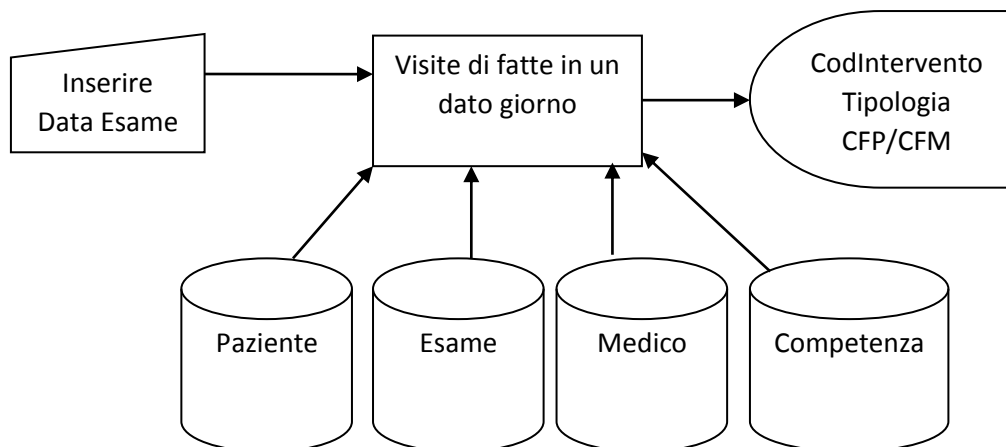 Inserire
Data Esame
Visite di fatte in un
dato giorno
CodIntervento
Tipologia
CFP/CFM
Paziente
Esame
Medico
Competenza